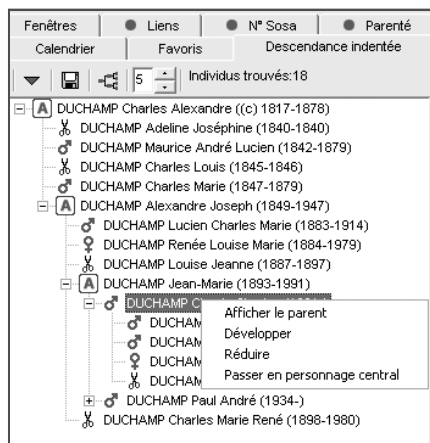 Fenêtres Liens N° Sosa Parenté
Calendrier Favoris Descendance indentée
5 Individus trouvés:18
A DUCHAMP Charles Alexandre ((c) 1817-1878)
DUCHAMP Adeline Joséphine (1840-1840)
DUCHAMP Maurice André Lucien (1842-1879)
DUCHAMP Charles Louis (1845-1846)
DUCHAMP Charles Marie (1847-1879)
A DUCHAMP Alexandre Joseph (1849-1947)
DUCHAMP Lucien Charles Marie (1883-1914)
DUCHAMP Renée Louise Marie (1884-1979)
DUCHAMP Louise Jeanne (1887-1897)
A DUCHAMP Jean-Marie (1893-1991)
DUCHAMP
Afficher le parent
Développer
Réduire
Passer en personnage central
DUCHAM
DUCHAM
DUCHAM
DUCHAM
DUCHAMP Paul André (1934-)
DUCHAMP Charles Marie René (1898-1980)